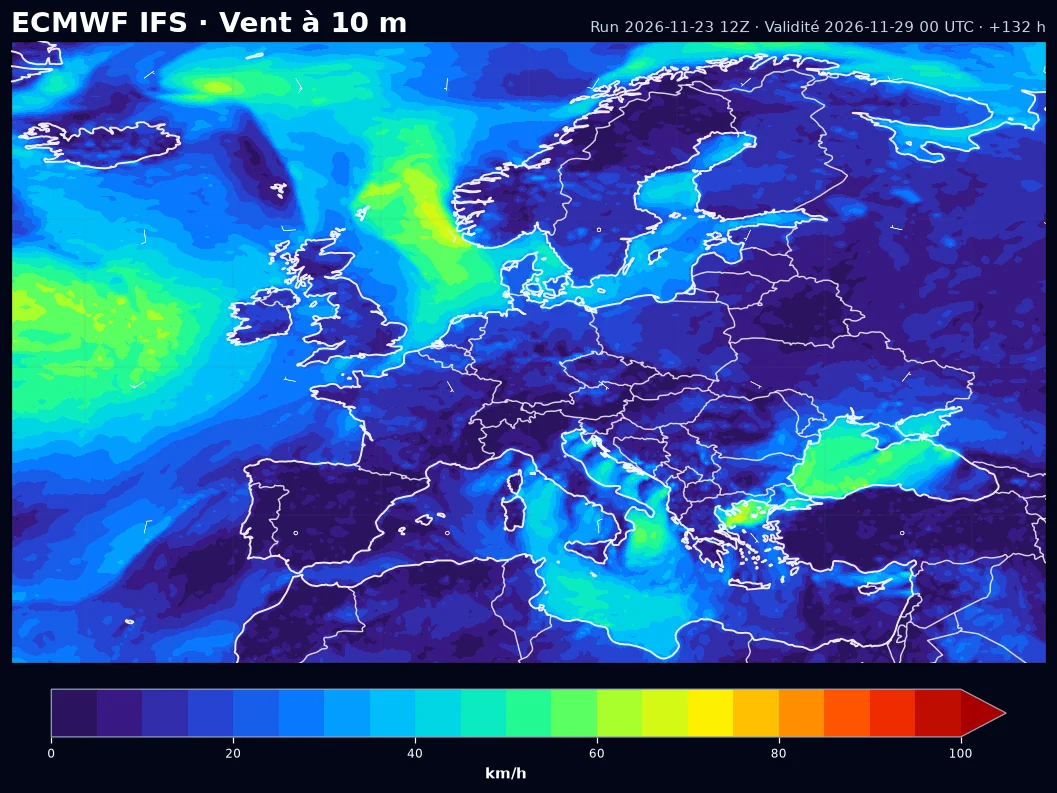 ECMWF IFS · Vent à 10 m
Run 2026-11-23 12Z · Validité 2026-11-29 00 UTC · +132 h
0 20 40 60 80 100
km/h